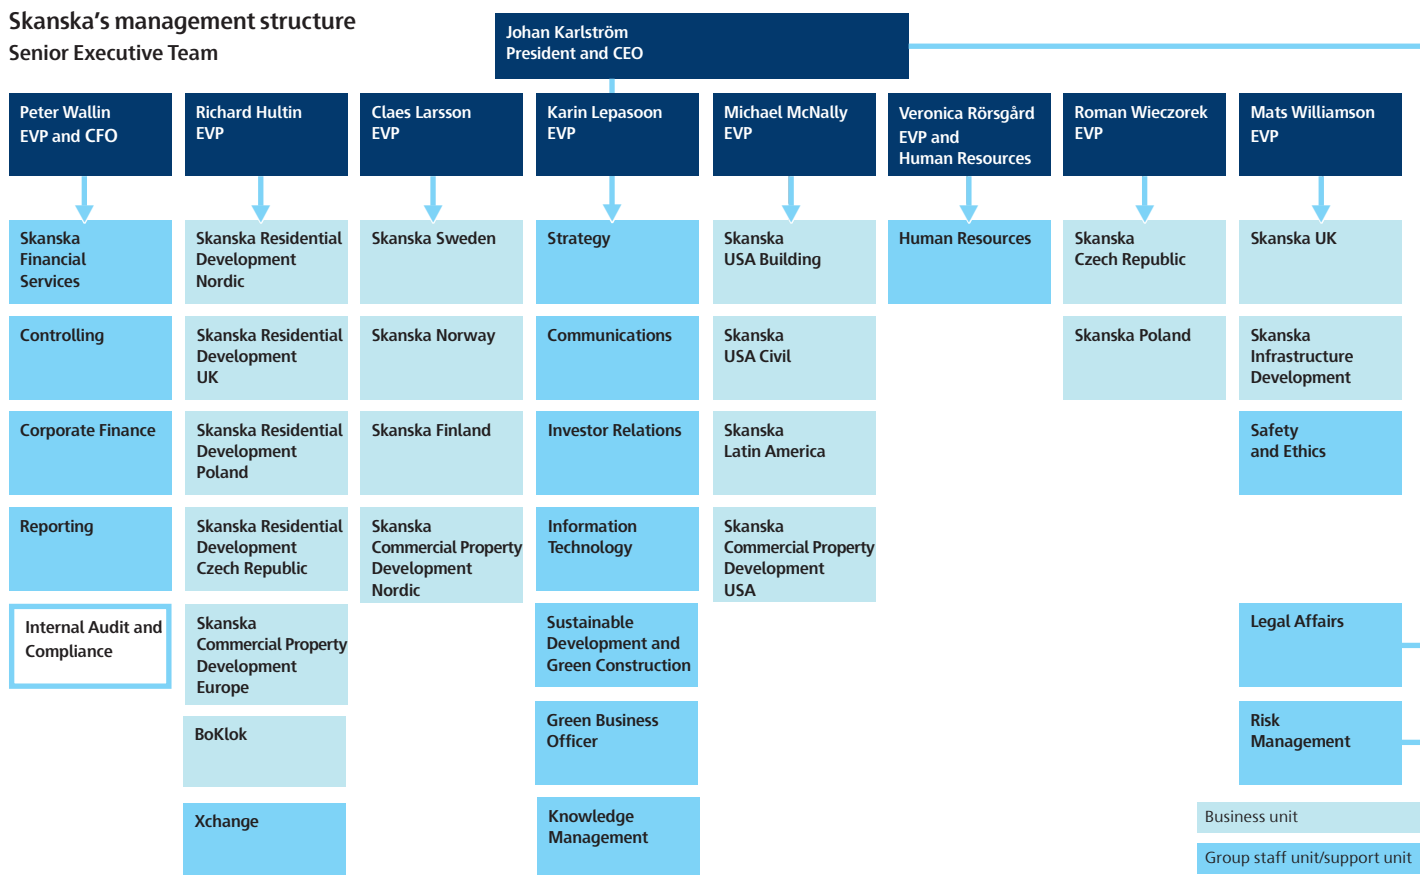 Skanska’s management structure
Senior Executive Team
Johan Karlström
President and CEO
Peter Wallin
EVP and CFO
Richard Hultin
EVP
Claes Larsson
EVP
Karin Lepasoon
EVP
Michael McNally
EVP
Veronica Rörsgård
EVP and
Human Resources
Roman Wieczorek
EVP
Mats Williamson
EVP
Skanska
Financial
Services
Controlling
Corporate Finance
Reporting
Internal Audit and
Compliance
Skanska Residential
Development
Nordic
Skanska Residential
Development
UK
Skanska Residential
Development
Poland
Skanska Residential
Development
Czech Republic
Skanska
Commercial Property
Development
Europe
BoKlok
Xchange
Skanska Sweden
Skanska Norway
Skanska Finland
Skanska
Commercial Property
Development
Nordic
Strategy
Communications
Investor Relations
Information
Technology
Sustainable
Development and
Green Construction
Green Business
Officer
Knowledge
Management
Skanska
USA Building
Skanska
USA Civil
Skanska
Latin America
Skanska
Commercial Property
Development
USA
Human Resources
Skanska
Czech Republic
Skanska Poland
Skanska UK
Skanska
Infrastructure
Development
Safety
and Ethics
Legal Affairs
Risk
Management
Business unit
Group staff unit/support unit